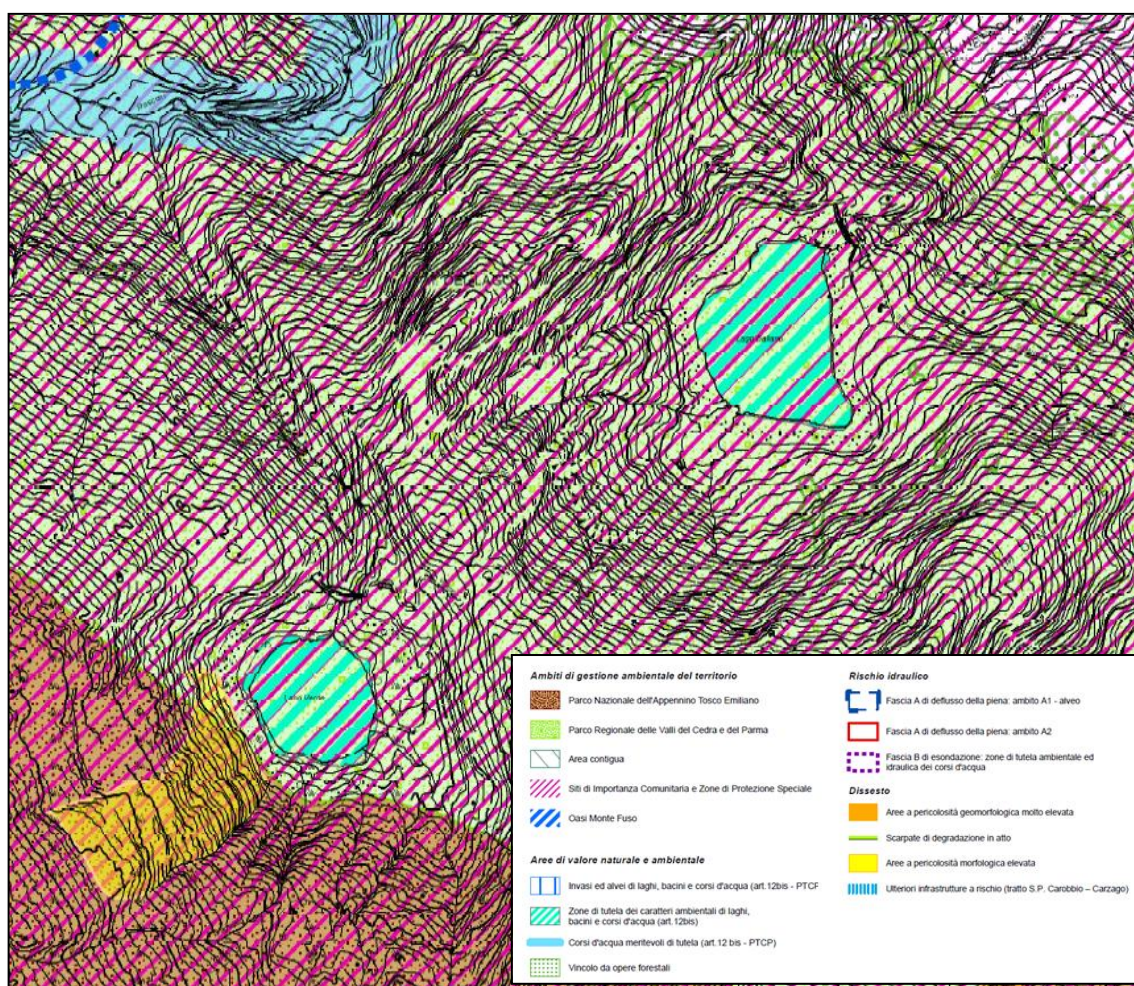 Ambiti di gestione ambientale del territorio
Parco Nazionale dell'Appennino Tosco Emiliano
Parco Regionale delle Valli del Cedra e del Parma
Area contigua
Siti di Importanza Comunitaria e Zone di Protezione Speciale
Oasi Monte Fuso
Aree di valore naturale e ambientale
Invasi ed alvei di laghi, bacini e corsi d'acqua (art.12bis - PTCP
Zone di tutela dei caratteri ambientali di laghi,
bacini e corsi d'acqua (art.12bis)
Corsi d'acqua meritevoli di tutela (art.12 bis - PTCP)
Vincolo da opere forestali
Rischio idraulico
Fascia A di deflusso della piena: ambito A1 - alveo
Fascia A di deflusso della piena: ambito A2
Fascia B di esondazione: zone di tutela ambientale ed
idraulica dei corsi d'acqua
Dissesto
Aree a pericolosità geomorfologica molto elevata
Scarpate di degradazione in atto
Aree a pericolosità morfologica elevata
Ulteriori infrastrutture a rischio (tratto S.P. Carobbio – Carzago)